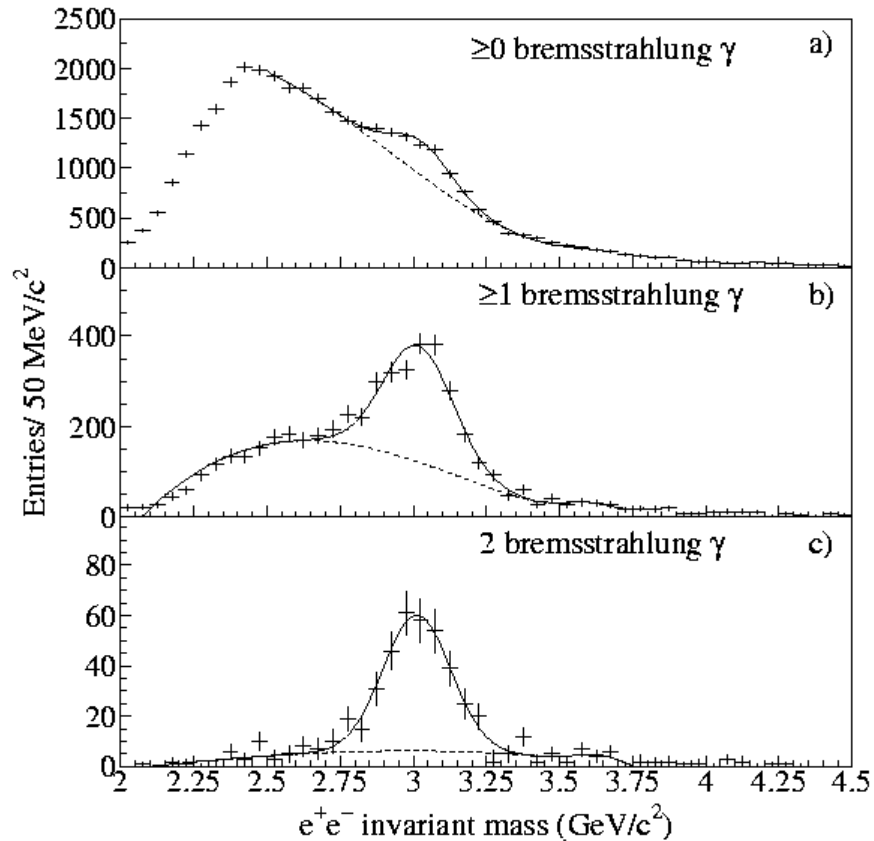 ≥0 bremsstrahlung γ a)
2500
2000
1500
1000
500
0
≥1 bremsstrahlung γ b)
400
200
0
2 bremsstrahlung γ c)
80
60
40
20
0
Entries/ 50 MeV/c²
2 2.25 2.5 2.75 3 3.25 3.5 3.75 4 4.25 4.5
e⁺e⁻ invariant mass (GeV/c²)